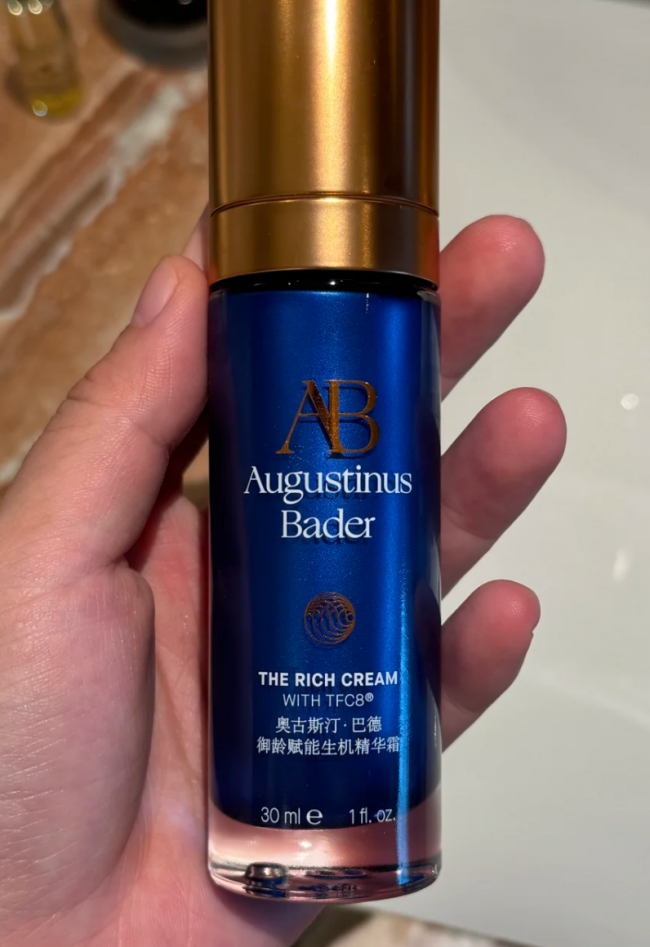 AB
Augustinus
Bader
THE RICH CREAM
WITH TFC8®
奥古斯汀·巴德
御龄赋能生机精华霜
30 ml ℮ 1 fl. oz.